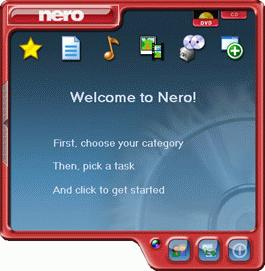 nero
DVD
CD
Welcome to Nero!
First, choose your category
Then, pick a task
And click to get started